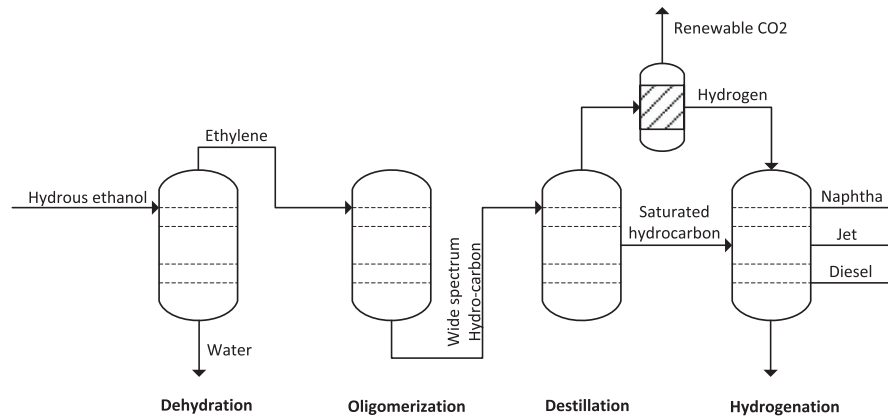 Renewable CO2
Hydrogen
Ethylene
Hydrous ethanol
Saturated
hydrocarbon
Naphtha
Jet
Diesel
Wide spectrum
Hydro-carbon
Water
Dehydration
Oligomerization
Destillation
Hydrogenation